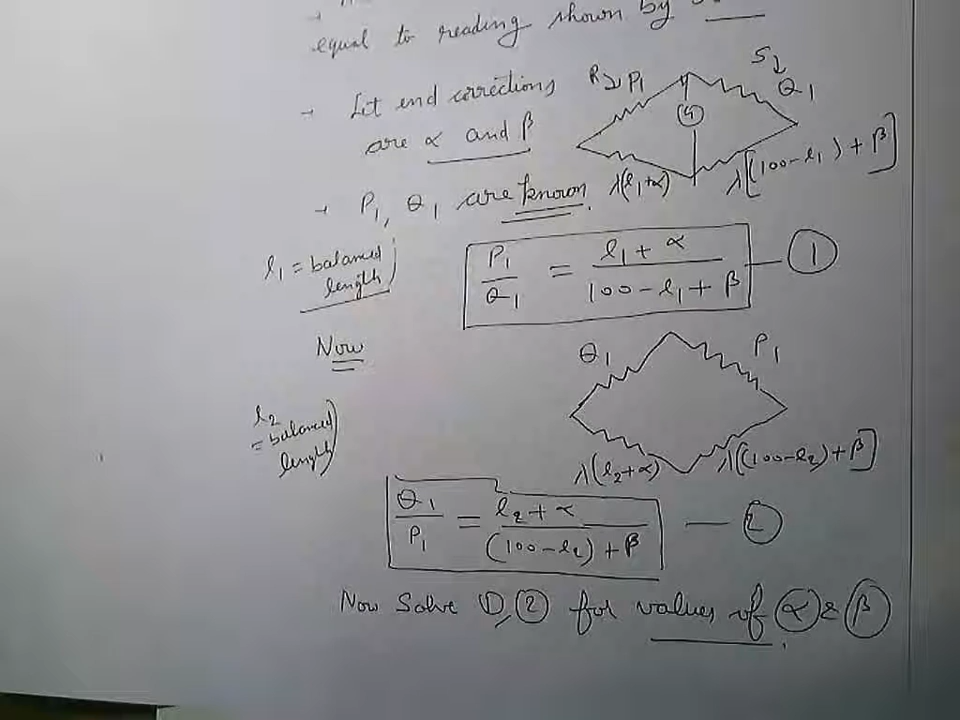 equal to reading shown by
→ Let end corrections
are α and β
R P1
S
Q1
G
λ(l1+α)
λ[(100-l1)+β]
→ P1, Q1 are known.
l1 = balanced
length
P1/Q1 = (l1 + α)/(100 - l1 + β) — ①
Now
Q1
P1
l2
= balanced
length
λ(l2+α)
λ[(100-l2)+β]
Q1/P1 = (l2 + α)/((100-l2) + β) — ②
Now Solve ①, ② for values of α & β